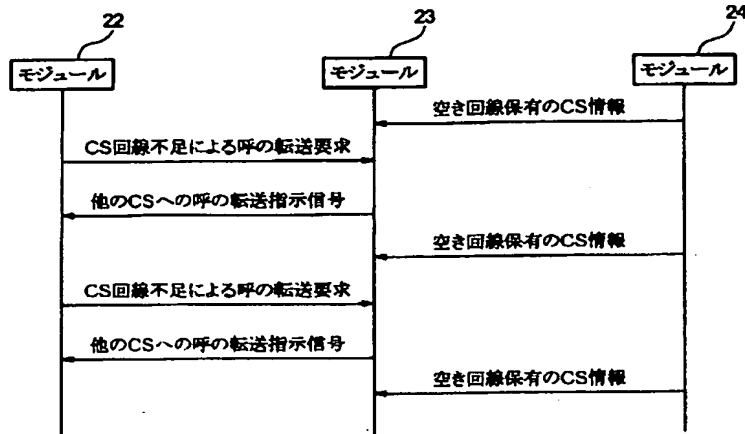 22
23
24
モジュール
モジュール
モジュール
空き回線保有のCS情報
CS回線不足による呼の転送要求
他のCSへの呼の転送指示信号
空き回線保有のCS情報
CS回線不足による呼の転送要求
他のCSへの呼の転送指示信号
空き回線保有のCS情報